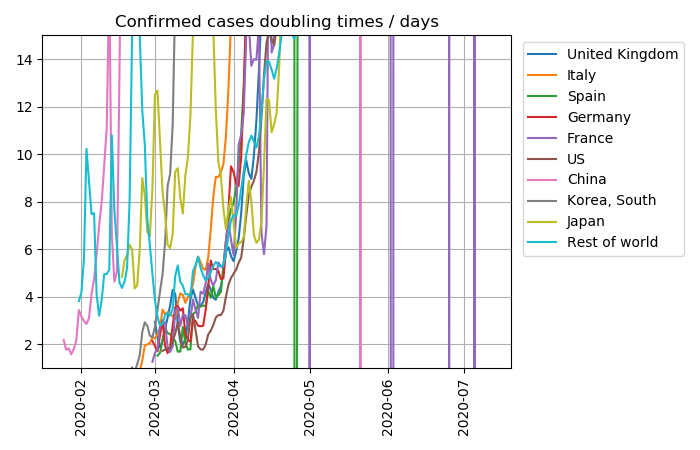 Confirmed cases doubling times / days
14
12
10
8
6
4
2
2020-02
2020-03
2020-04
2020-05
2020-06
2020-07
United Kingdom
Italy
Spain
Germany
France
US
China
Korea, South
Japan
Rest of world